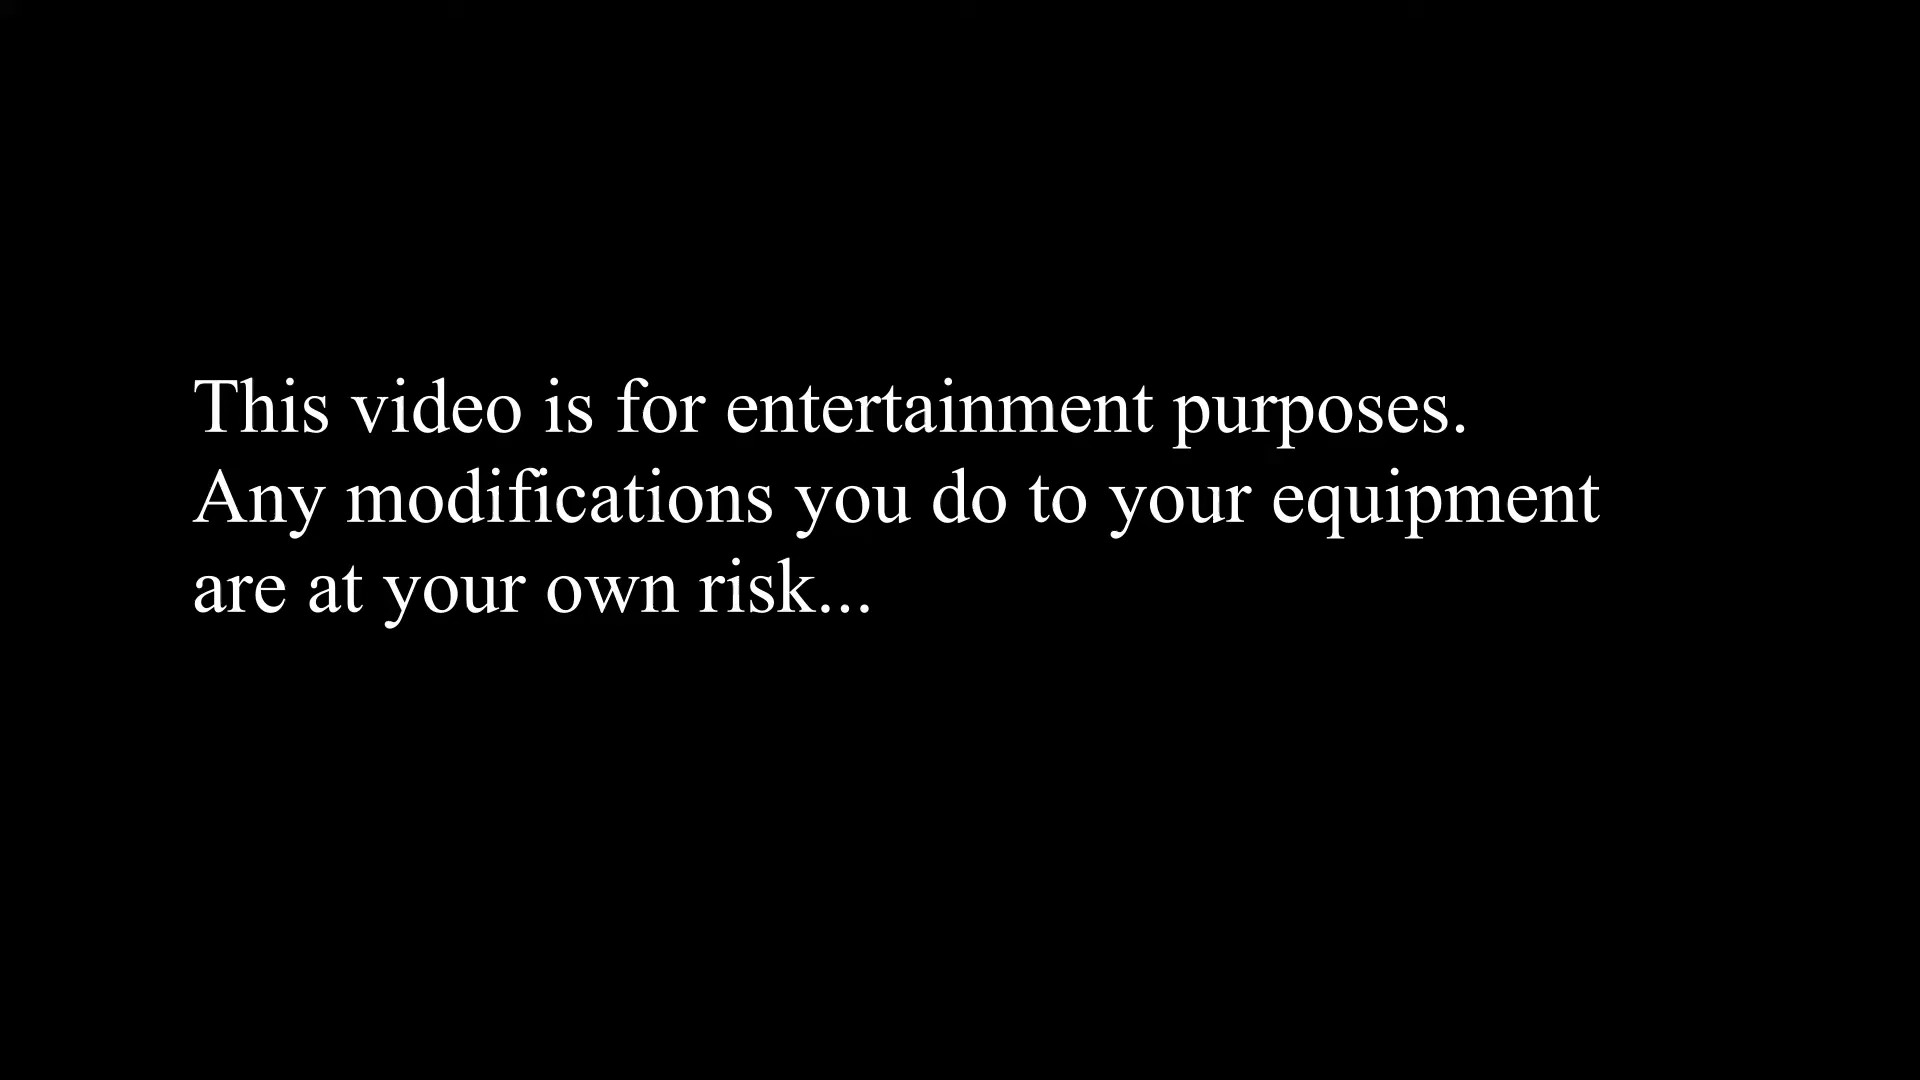 This video is for entertainment purposes.
Any modifications you do to your equipment
are at your own risk...